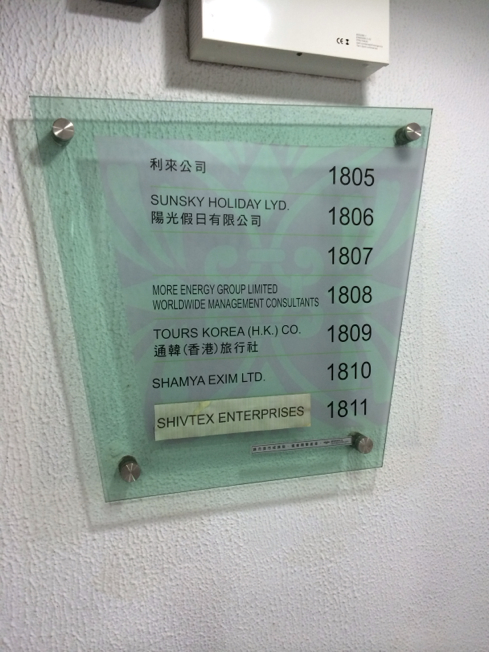 利來公司 1805
SUNSKY HOLIDAY LYD.
陽光假日有限公司 1806
1807
MORE ENERGY GROUP LIMITED
WORLDWIDE MANAGEMENT CONSULTANTS 1808
TOURS KOREA (H.K.) CO.
通韓(香港)旅行社 1809
SHAMYA EXIM LTD. 1810
SHIVTEX ENTERPRISES 1811